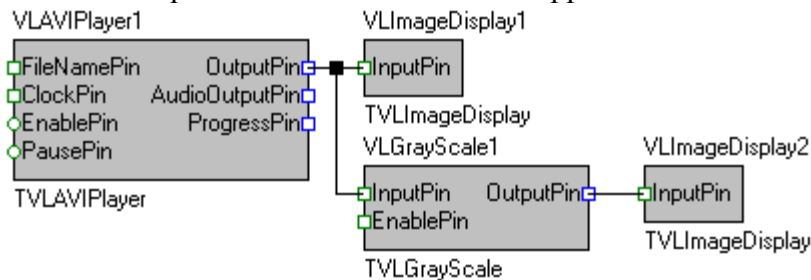 VLAVIPlayer1
FileNamePin OutputPin
ClockPin AudioOutputPin
EnablePin ProgressPin
PausePin
TVLAVIPlayer
VLImageDisplay1
InputPin
TVLImageDisplay
VLGrayScale1
InputPin OutputPin
EnablePin
TVLGrayScale
VLImageDisplay2
InputPin
TVLImageDisplay